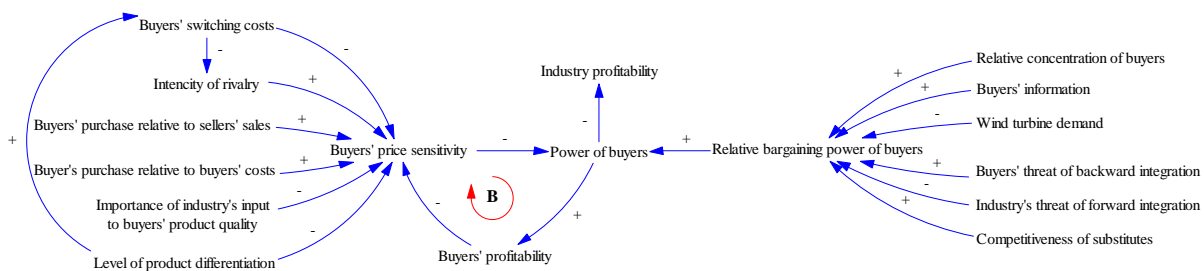 Buyers' switching costs
-
-
Intencity of rivalry
+
Buyers' purchase relative to sellers' sales
+
Buyers' price sensitivity
+
Buyer's purchase relative to buyers' costs
+
Importance of industry's input
to buyers' product quality
-
-
Level of product differentiation
-
Power of buyers
-
Industry profitability
B
-
+
Buyers' profitability
+
Relative bargaining power of buyers
Relative concentration of buyers
+
Buyers' information
+
Wind turbine demand
-
Buyers' threat of backward integration
+
Industry's threat of forward integration
-
Competitiveness of substitutes
+